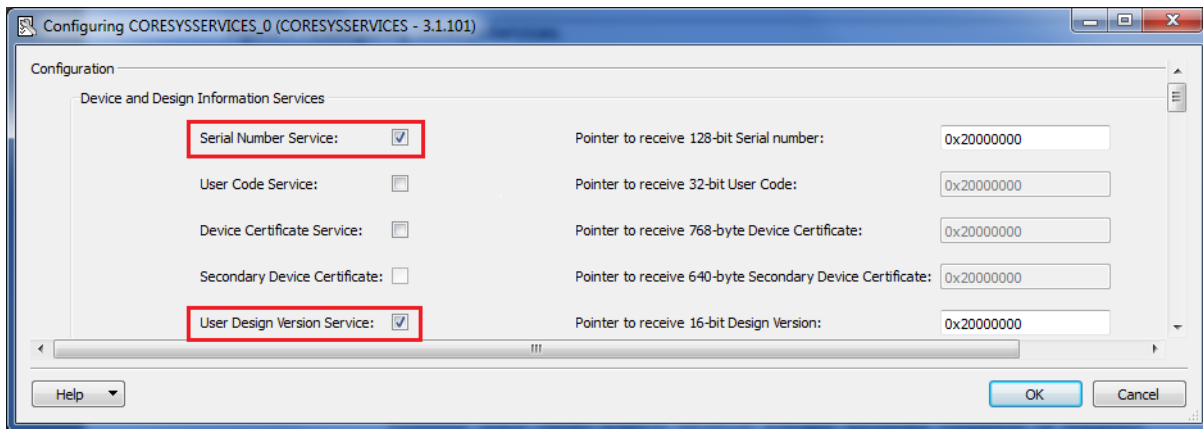 Configuring CORESYSSERVICES_0 (CORESYSSERVICES - 3.1.101)
Configuration
Device and Design Information Services
Serial Number Service: Pointer to receive 128-bit Serial number: 0x20000000
User Code Service: Pointer to receive 32-bit User Code: 0x20000000
Device Certificate Service: Pointer to receive 768-byte Device Certificate: 0x20000000
Secondary Device Certificate: Pointer to receive 640-byte Secondary Device Certificate: 0x20000000
User Design Version Service: Pointer to receive 16-bit Design Version: 0x20000000
Help OK Cancel